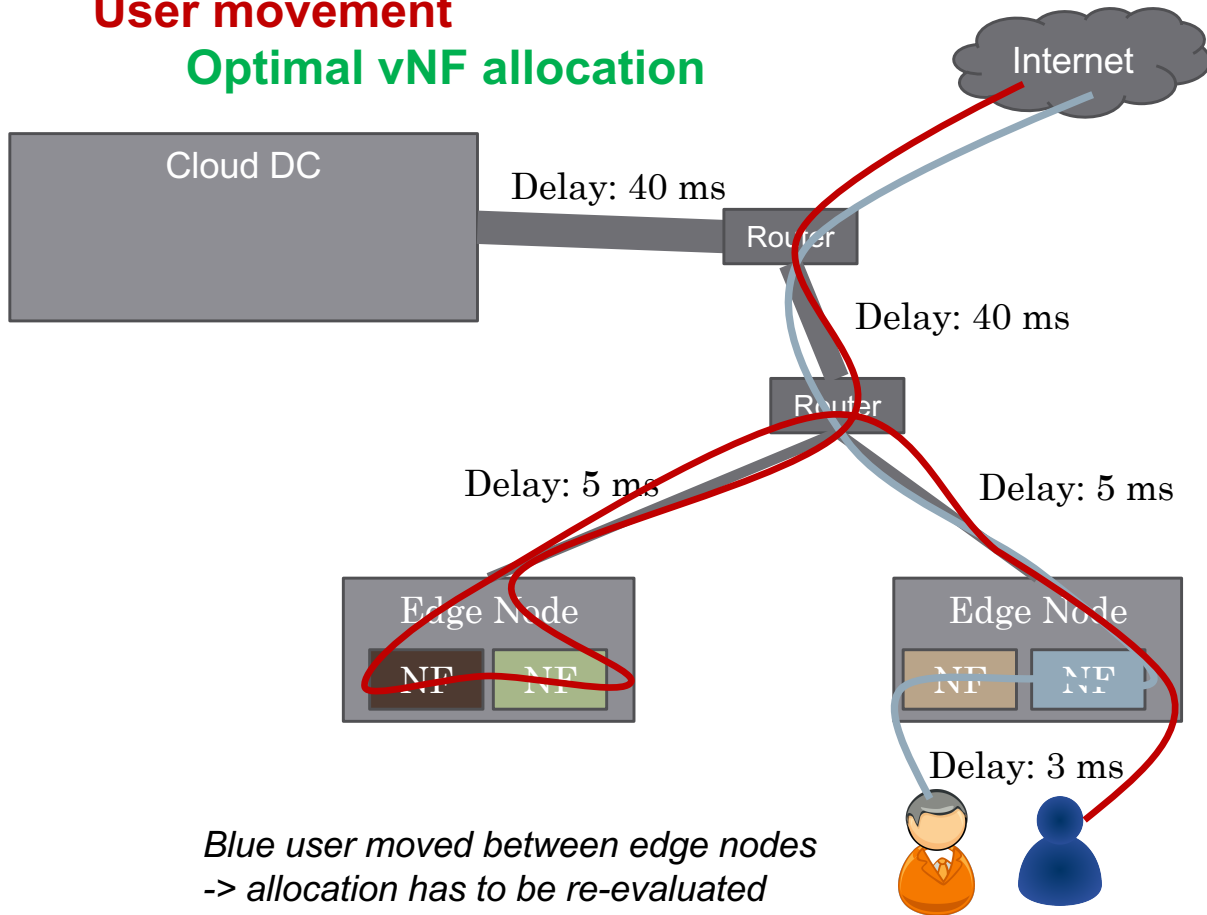 User movement
Optimal vNF allocation
Internet
Cloud DC
Delay: 40 ms
Router
Delay: 40 ms
Router
Delay: 5 ms
Delay: 5 ms
Edge Node
Edge Node
NF
NF
NF
NF
Delay: 3 ms
Blue user moved between edge nodes
-> allocation has to be re-evaluated